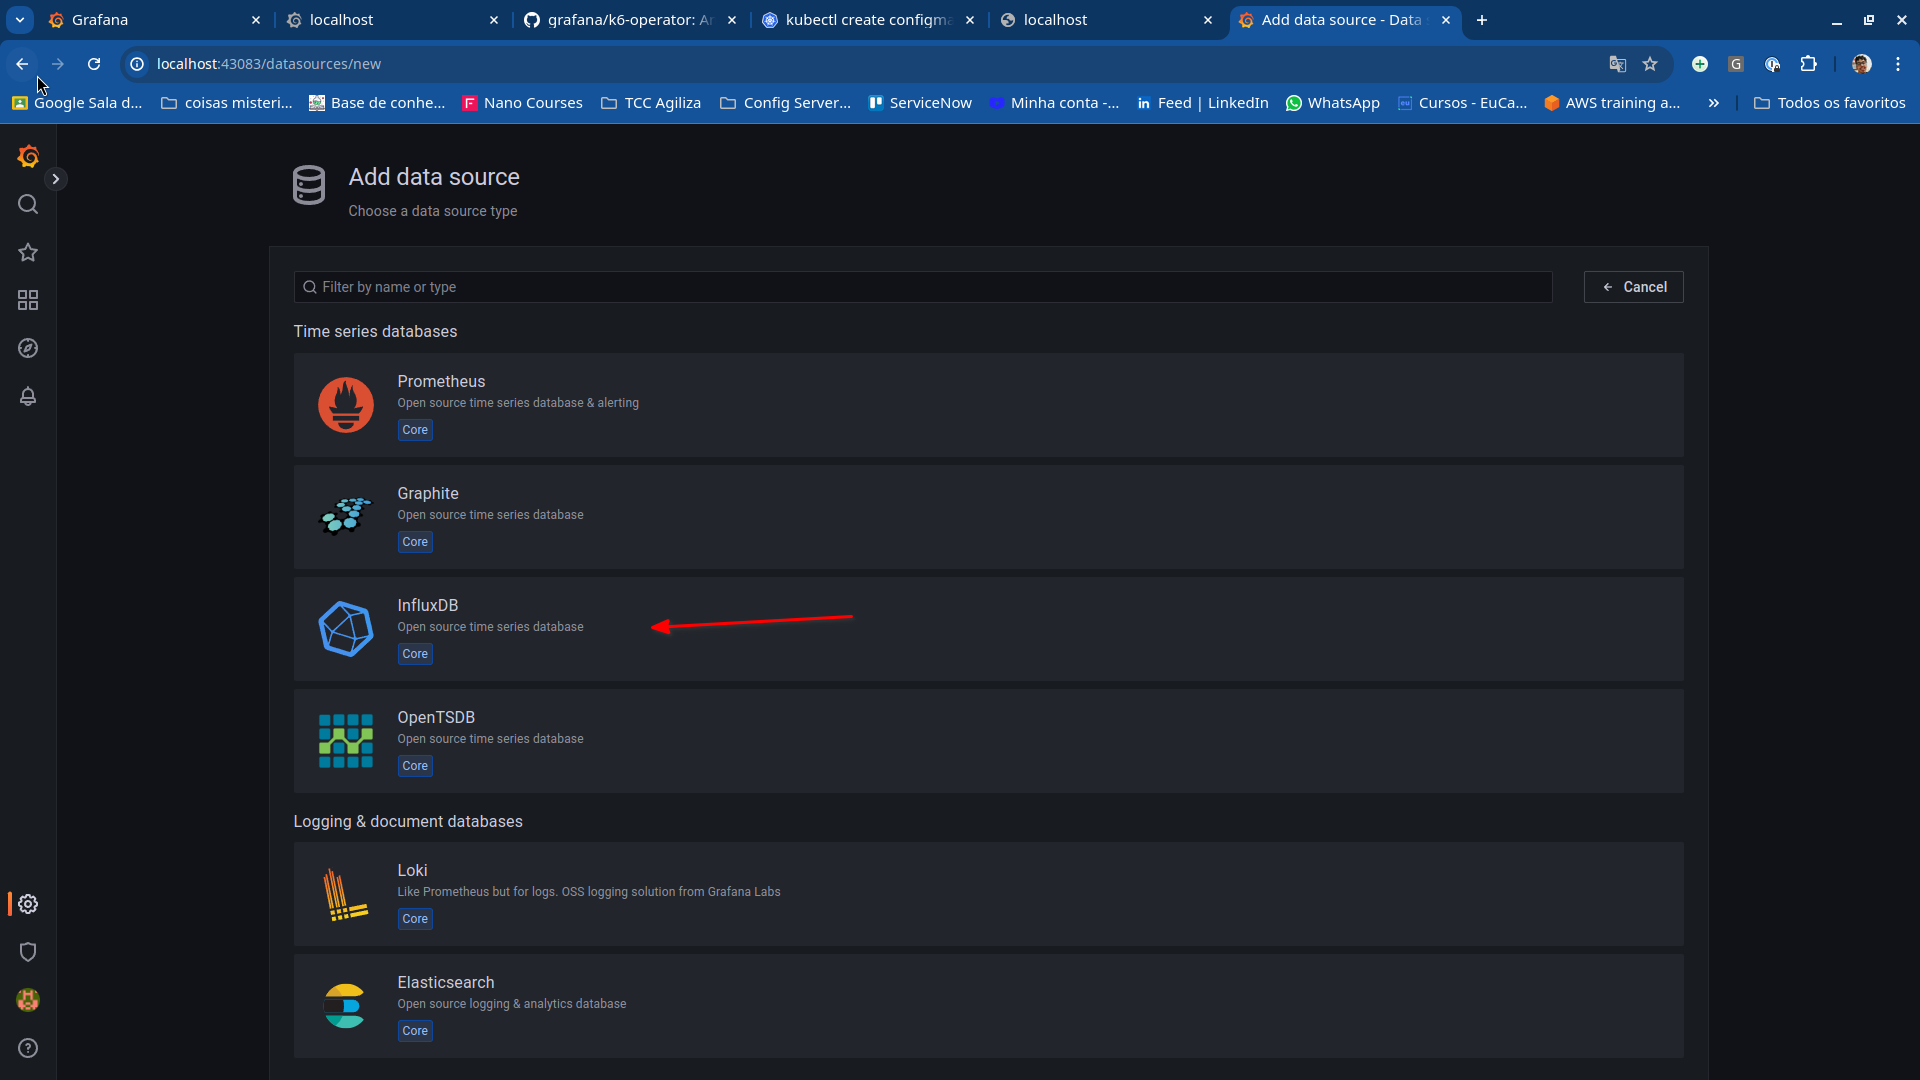 Grafana
localhost
grafana/k6-operator: An
kubectl create configma
localhost
Add data source - Data s
localhost:43083/datasources/new
G
Google Sala d...
coisas misteri...
Base de conhe...
Nano Courses
TCC Agiliza
Config Server...
ServiceNow
Minha conta -...
Feed | LinkedIn
WhatsApp
Cursos - EuCa...
AWS training a...
Todos os favoritos
Add data source
Choose a data source type
Filter by name or type
Cancel
Time series databases
Prometheus
Open source time series database & alerting
Core
Graphite
Open source time series database
Core
InfluxDB
Open source time series database
Core
OpenTSDB
Open source time series database
Core
Logging & document databases
Loki
Like Prometheus but for logs. OSS logging solution from Grafana Labs
Core
Elasticsearch
Open source logging & analytics database
Core